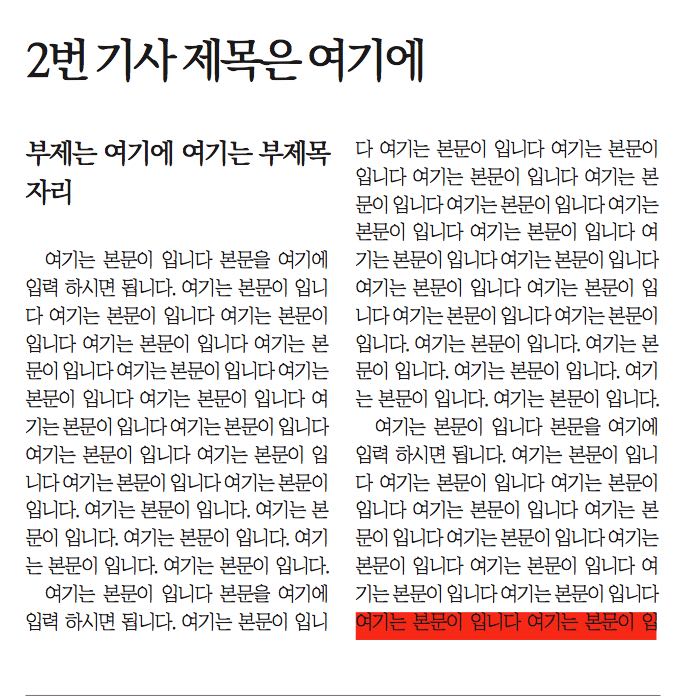 2번 기사 제목은 여기에
부제는 여기에 여기는 부제목
자리
여기는 본문이 입니다 본문을 여기에
입력 하시면 됩니다. 여기는 본문이 입니
다 여기는 본문이 입니다 여기는 본문이
입니다 여기는 본문이 입니다 여기는 본
문이 입니다 여기는 본문이 입니다 여기는
본문이 입니다 여기는 본문이 입니다 여
기는 본문이 입니다 여기는 본문이 입니다
여기는 본문이 입니다 여기는 본문이 입
니다 여기는 본문이 입니다 여기는 본문이
입니다. 여기는 본문이 입니다. 여기는 본
문이 입니다. 여기는 본문이 입니다. 여기
는 본문이 입니다. 여기는 본문이 입니다.
여기는 본문이 입니다 본문을 여기에
입력 하시면 됩니다. 여기는 본문이 입니
다 여기는 본문이 입니다 여기는 본문이
입니다 여기는 본문이 입니다 여기는 본
문이 입니다 여기는 본문이 입니다 여기는
본문이 입니다 여기는 본문이 입니다 여
기는 본문이 입니다 여기는 본문이 입니다
여기는 본문이 입니다 여기는 본문이 입
니다 여기는 본문이 입니다 여기는 본문이
입니다. 여기는 본문이 입니다. 여기는 본
문이 입니다. 여기는 본문이 입니다. 여기
는 본문이 입니다. 여기는 본문이 입니다.
여기는 본문이 입니다 본문을 여기에
입력 하시면 됩니다. 여기는 본문이 입니
다 여기는 본문이 입니다 여기는 본문이
입니다 여기는 본문이 입니다 여기는 본
문이 입니다 여기는 본문이 입니다 여기는
본문이 입니다 여기는 본문이 입니다 여
기는 본문이 입니다 여기는 본문이 입니다
여기는 본문이 입니다 여기는 본문이 입